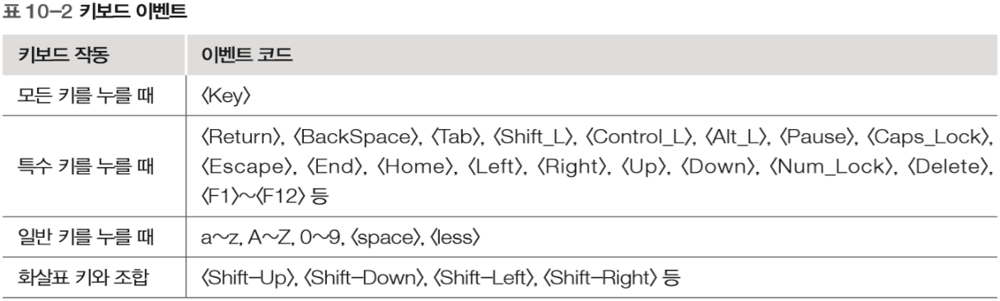 표 10-2 키보드 이벤트
키보드 작동 이벤트 코드
모든 키를 누를 때 〈Key〉
특수 키를 누를 때 〈Return〉, 〈BackSpace〉, 〈Tab〉, 〈Shift_L〉, 〈Control_L〉, 〈Alt_L〉, 〈Pause〉, 〈Caps_Lock〉,
〈Escape〉, 〈End〉, 〈Home〉, 〈Left〉, 〈Right〉, 〈Up〉, 〈Down〉, 〈Num_Lock〉, 〈Delete〉,
〈F1〉~〈F12〉 등
일반 키를 누를 때 a~z, A~Z, 0~9, 〈space〉, 〈less〉
화살표 키와 조합 〈Shift-Up〉, 〈Shift-Down〉, 〈Shift-Left〉, 〈Shift-Right〉 등